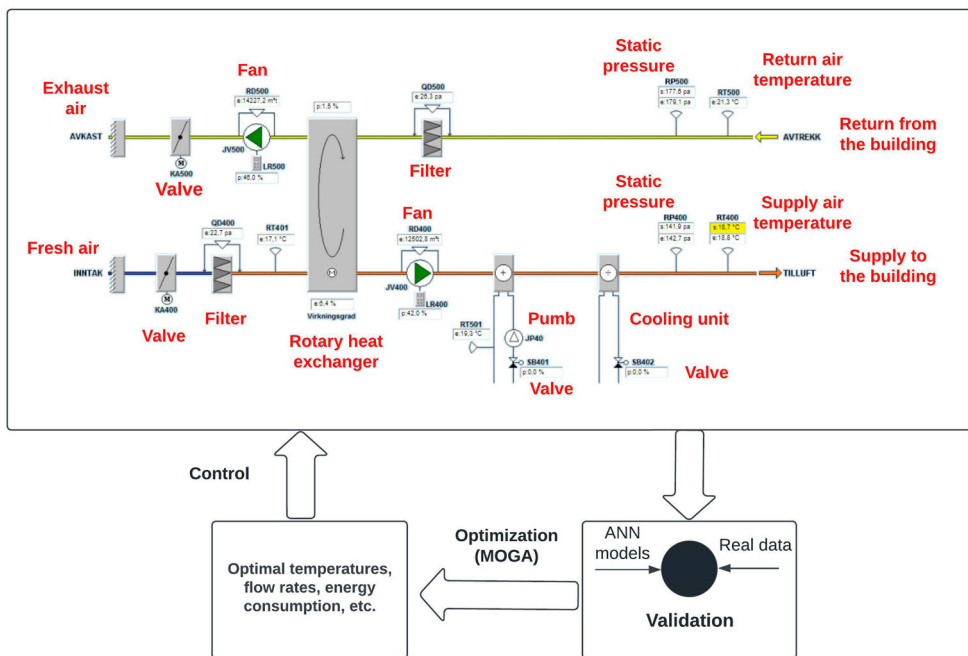 Static
pressure
Return air
temperature
Exhaust
air
Fan
RD500
e:14227,2 m³t
p:1,5 %
QD500
e:26,3 pa
RP500
s:177,6 pa
e:179,1 pa
RT500
e:21,3 °C
AVKAST
AVTREKK
Return from
the building
JV500
LR500
p:45,0 %
KA500
Valve
Filter
Static
pressure
Supply air
temperature
Fan
Fresh air
QD400
e:22,7 pa
RT401
e:17,1 °C
RD400
e:12502,8 m³t
RP400
s:141,9 pa
e:142,7 pa
RT400
s:18,7 °C
e:18,8 °C
INNTAK
TILLUFT
Supply to
the building
M
KA400
Valve
Filter
e:6,4 %
Virkningsgrad
Rotary heat
exchanger
JV400
LR400
p:42,0 %
RT501
e:19,3 °C
Pumb
JP40
SB401
p:0,0 %
Valve
Cooling unit
SB402
p:0,0 %
Valve
Control
Optimal temperatures,
flow rates, energy
consumption, etc.
Optimization
(MOGA)
ANN
models
Real data
Validation